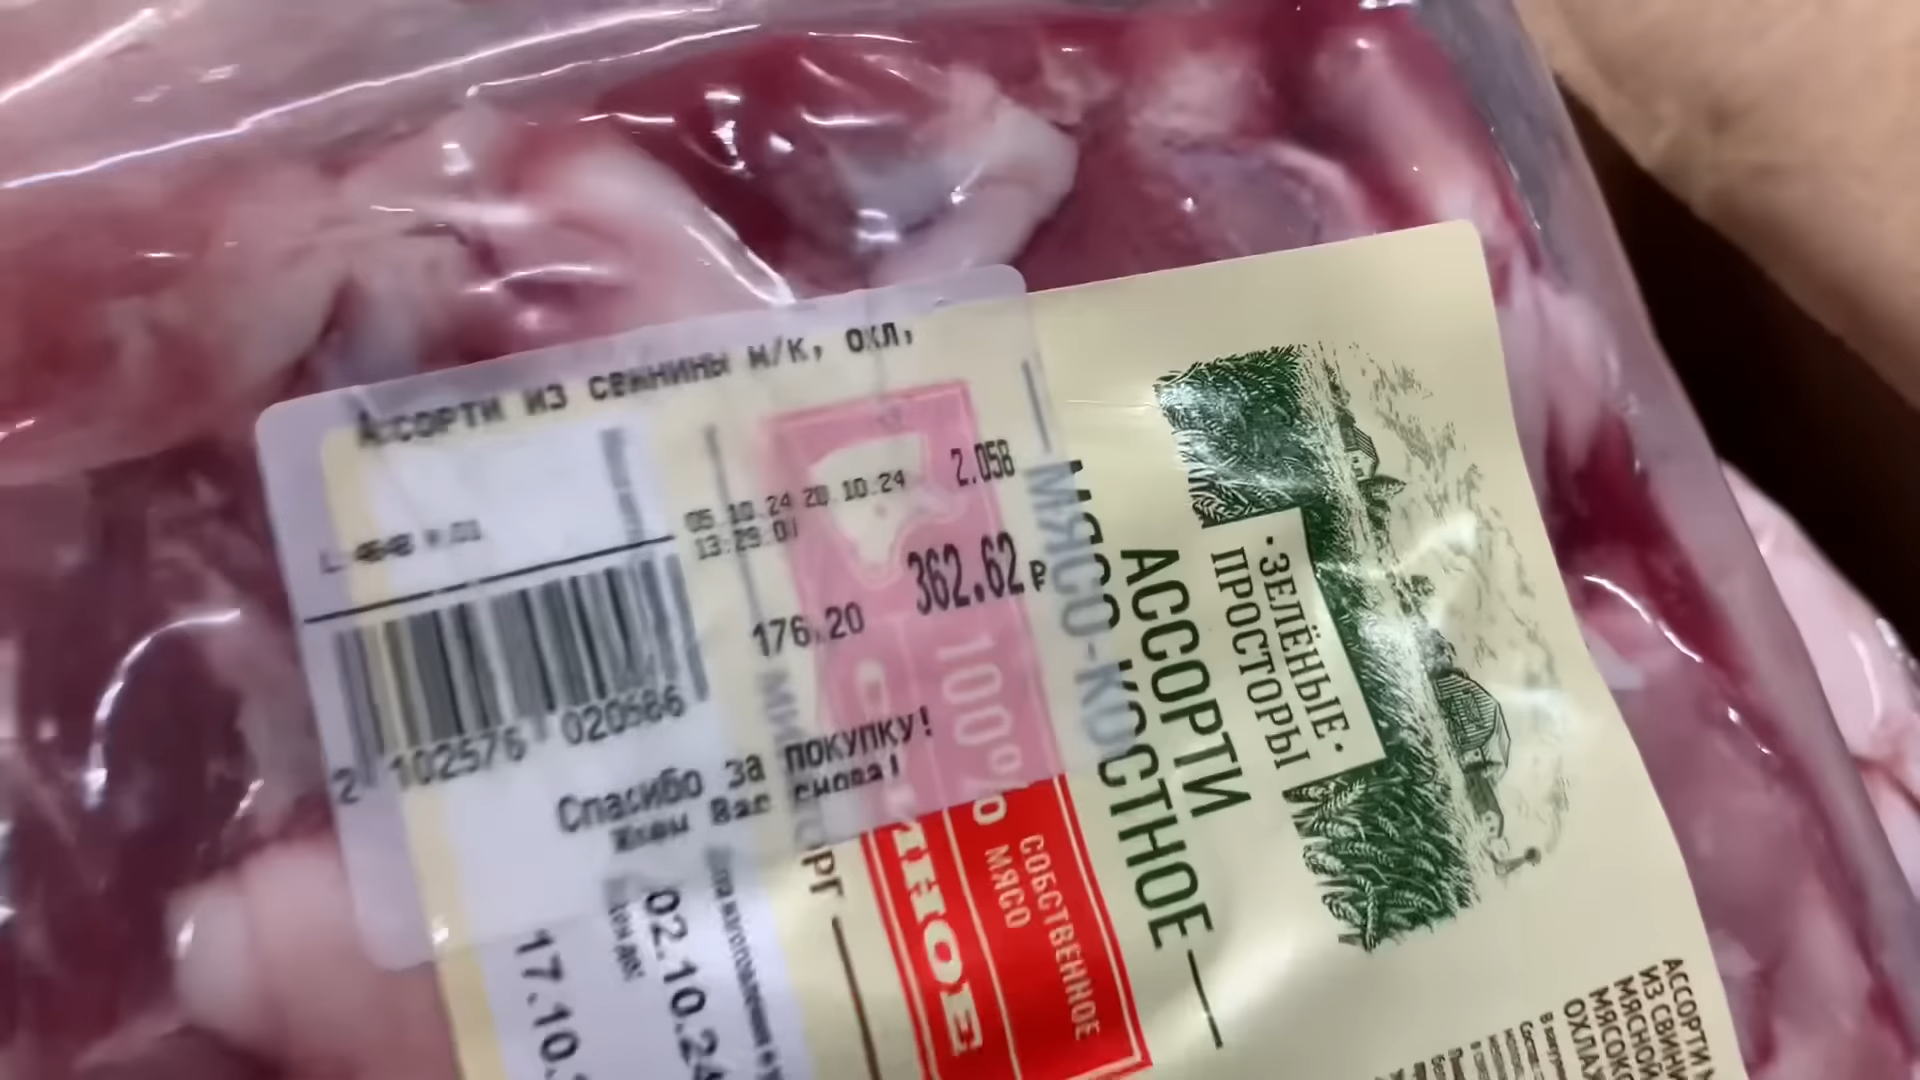 Ассорти из свинины м/к, охл,
05.10.24 20.10.24 2.058
13:29:01
176.20 362.62 ₽
2 102576 020586
Спасибо за покупку!
Ждем Вас снова!
02.10.24
17.10.
100%
СОБСТВЕННОЕ
МЯСО
АССОРТИ
МЯСО-КОСТНОЕ
·ЗЕЛЁНЫЕ·
ПРОСТОРЫ
АССОРТИ
ИЗ СВИНИ
МЯСНОЙ
МЯСОК
ОХЛАЖ